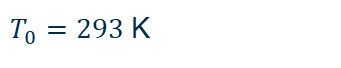 T₀ = 293 K